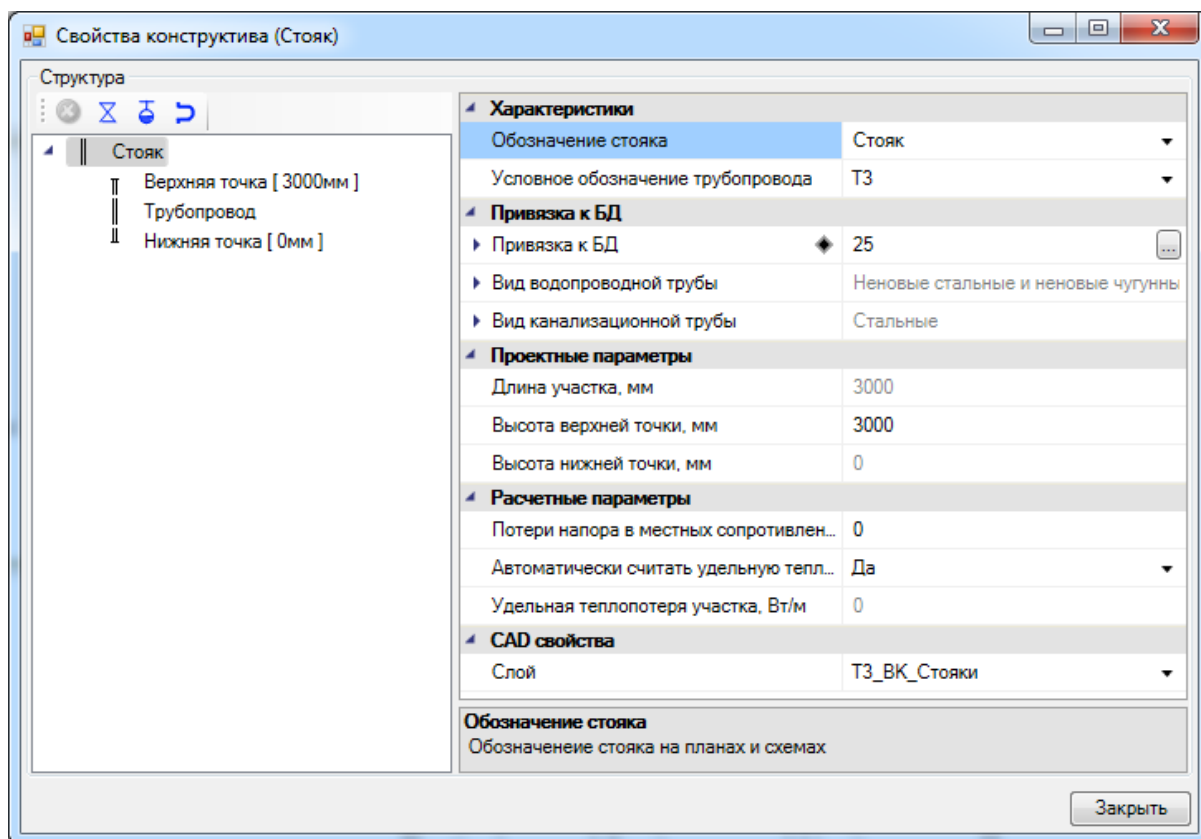 Свойства конструктива (Стояк)
Структура
Стояк
Верхняя точка [ 3000мм ]
Трубопровод
Нижняя точка [ 0мм ]
Характеристики
Обозначение стояка Стояк
Условное обозначение трубопровода Т3
Привязка к БД
Привязка к БД 25 ...
Вид водопроводной трубы Неновые стальные и неновые чугунны
Вид канализационной трубы Стальные
Проектные параметры
Длина участка, мм 3000
Высота верхней точки, мм 3000
Высота нижней точки, мм 0
Расчетные параметры
Потери напора в местных сопротивлен... 0
Автоматически считать удельную тепл... Да
Удельная теплопотеря участка, Вт/м 0
CAD свойства
Слой Т3_ВК_Стояки
Обозначение стояка
Обозначенеие стояка на планах и схемах
Закрыть